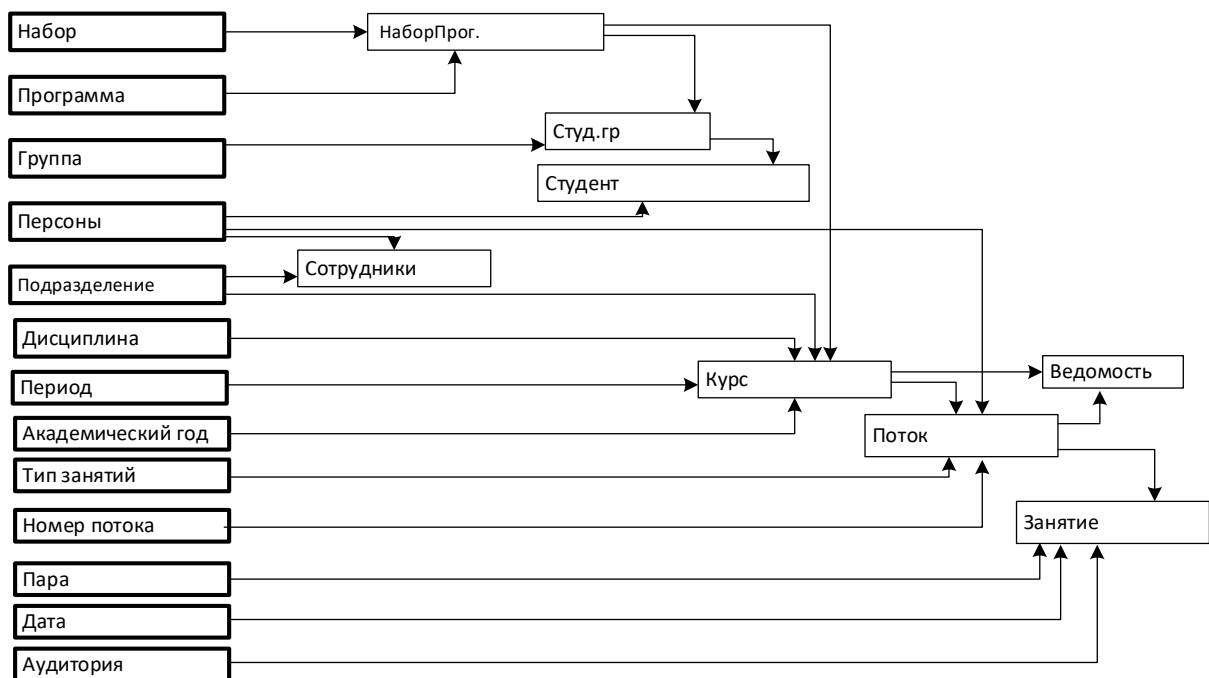 Набор
НаборПрог.
Программа
Студ.гр
Группа
Студент
Персоны
Сотрудники
Подразделение
Дисциплина
Курс
Ведомость
Период
Академический год
Поток
Тип занятий
Номер потока
Занятие
Пара
Дата
Аудитория